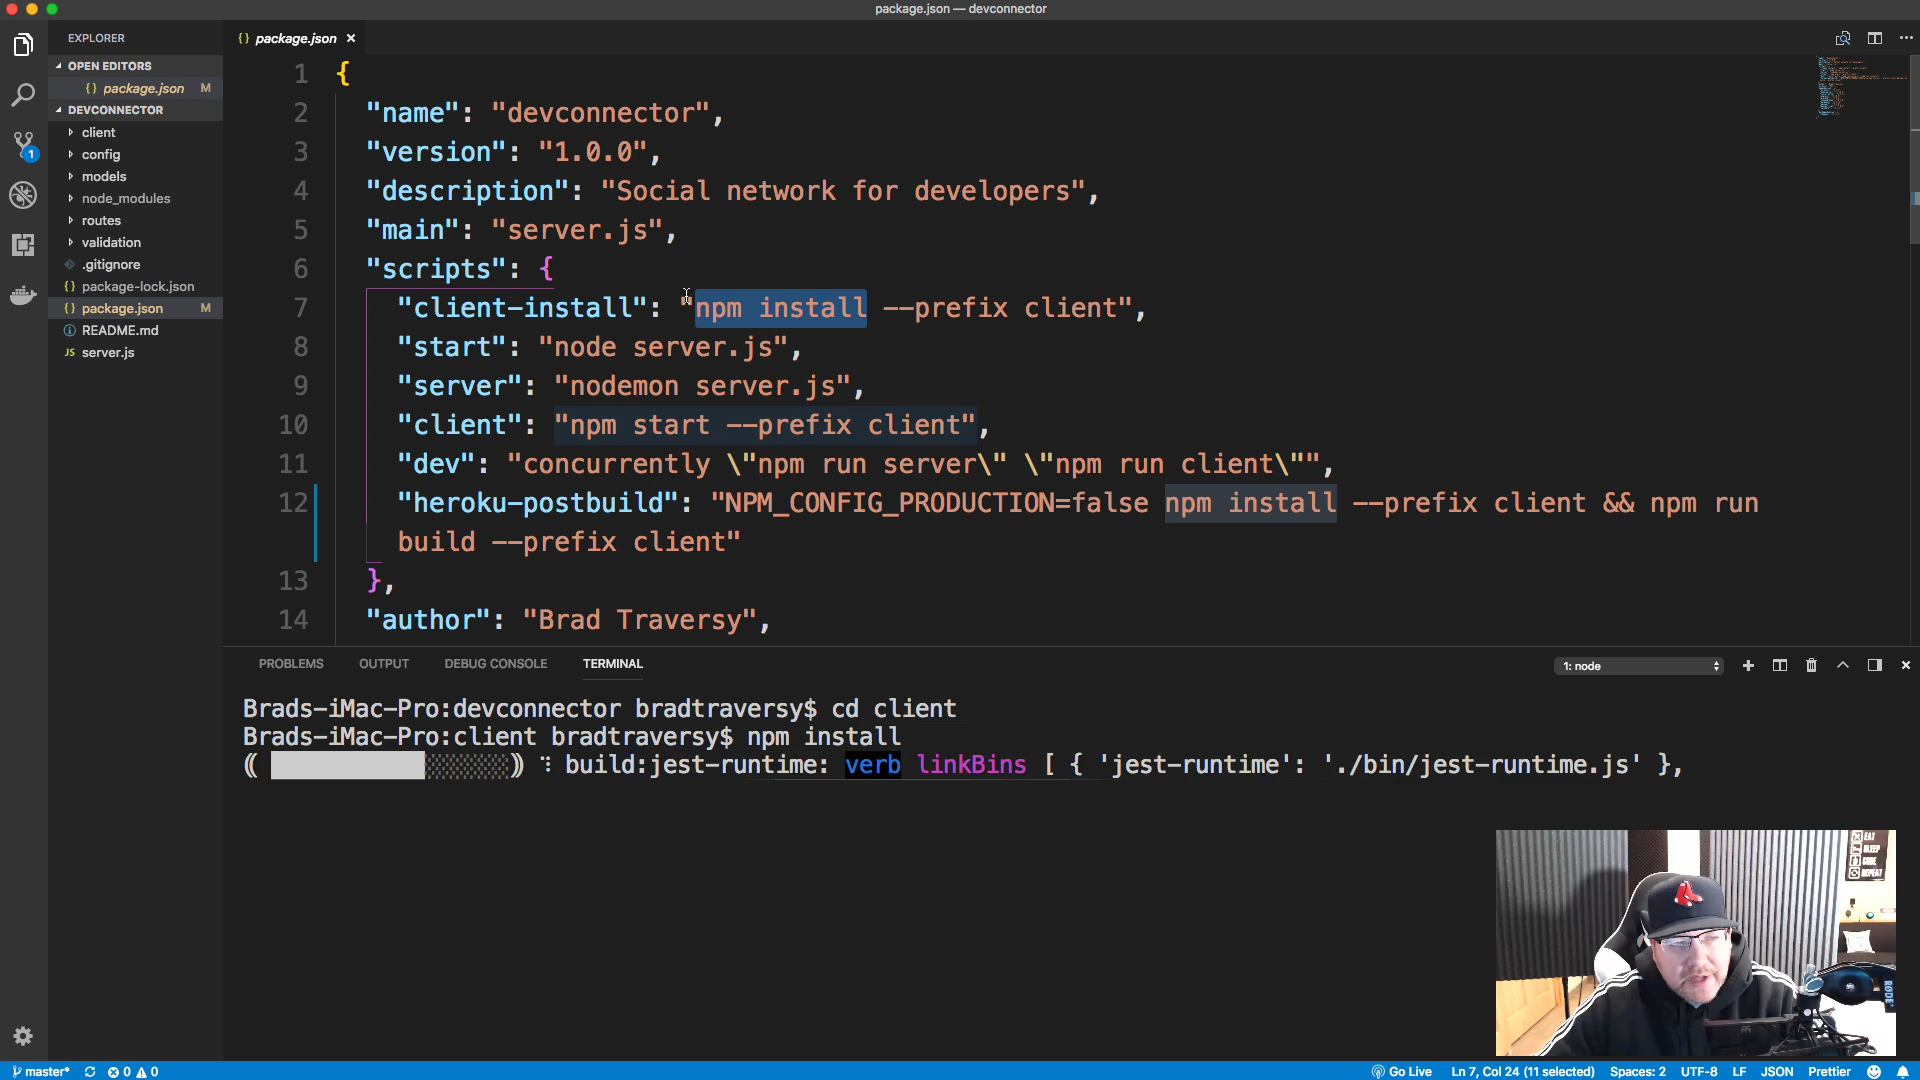 package.json — devconnector
EXPLORER
OPEN EDITORS
{} package.json M
DEVCONNECTOR
client
config
models
node_modules
routes
validation
.gitignore
{} package-lock.json
{} package.json M
README.md
JS server.js
1
{} package.json ×
1 {
2 "name": "devconnector",
3 "version": "1.0.0",
4 "description": "Social network for developers",
5 "main": "server.js",
6 "scripts": {
7 "client-install": "npm install --prefix client",
8 "start": "node server.js",
9 "server": "nodemon server.js",
10 "client": "npm start --prefix client",
11 "dev": "concurrently \"npm run server\" \"npm run client\"",
12 "heroku-postbuild": "NPM_CONFIG_PRODUCTION=false npm install --prefix client && npm run
build --prefix client"
13 },
14 "author": "Brad Traversy",
PROBLEMS OUTPUT DEBUG CONSOLE TERMINAL
1: node
Brads-iMac-Pro:devconnector bradtraversy$ cd client
Brads-iMac-Pro:client bradtraversy$ npm install
⸨░░⸩ ⠹ build:jest-runtime: verb linkBins [ { 'jest-runtime': './bin/jest-runtime.js' },
EAT
SLEEP
CODE
REPEAT
RØDE
master* 0 0
Go Live Ln 7, Col 24 (11 selected) Spaces: 2 UTF-8 LF JSON Prettier